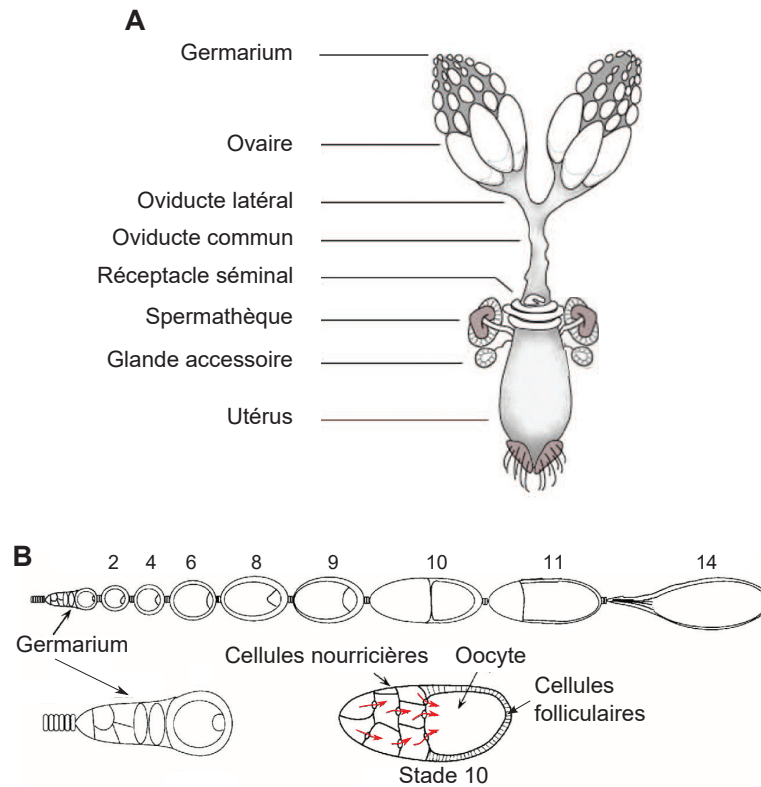 A
Germarium
Ovaire
Oviducte latéral
Oviducte commun
Réceptacle séminal
Spermathèque
Glande accessoire
Utérus
B
2 4 6 8 9 10 11 14
Germarium
Cellules nourricières
Oocyte
Cellules
folliculaires
Stade 10